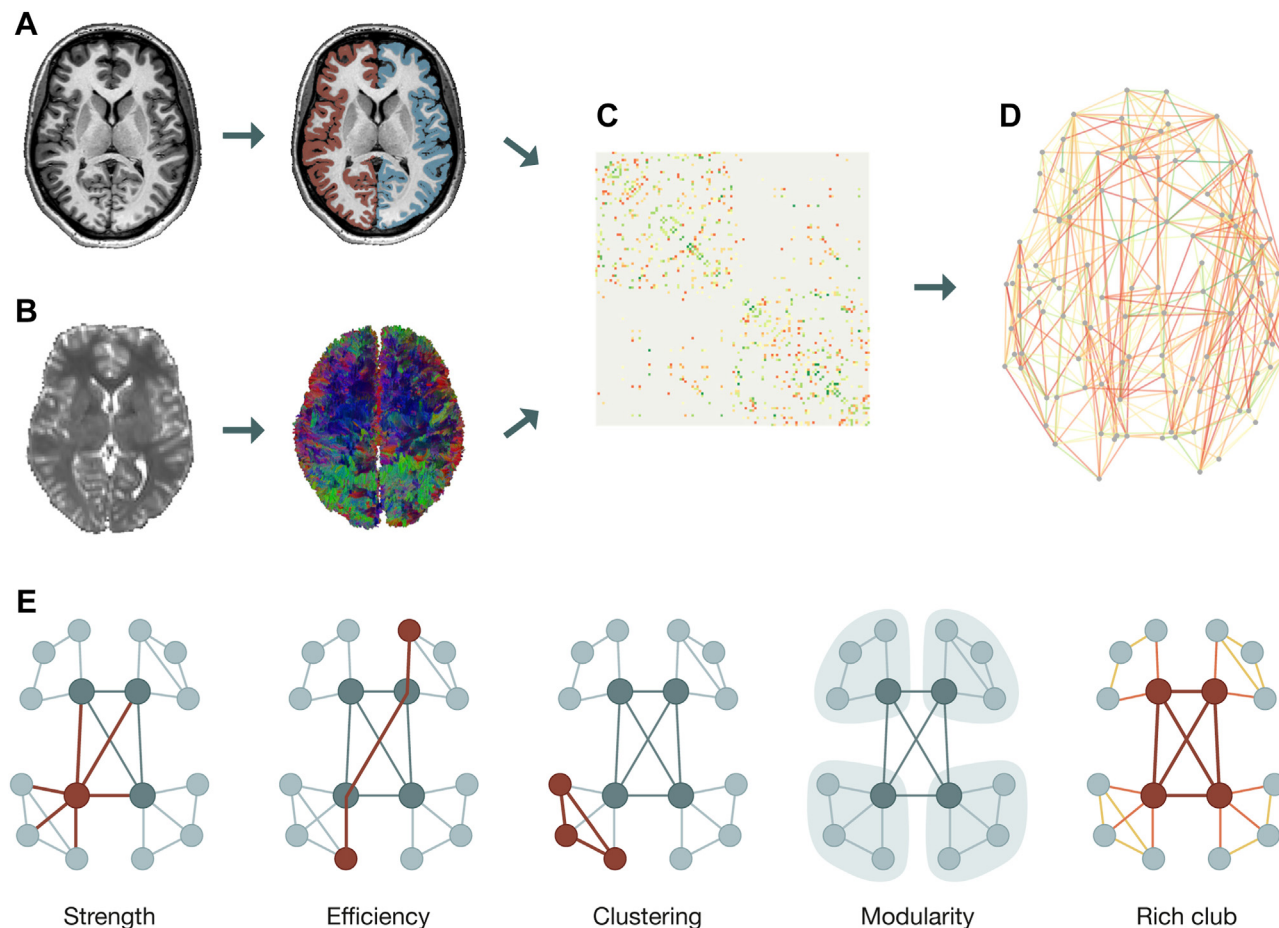 A
B
C
D
E
Strength
Efficiency
Clustering
Modularity
Rich club